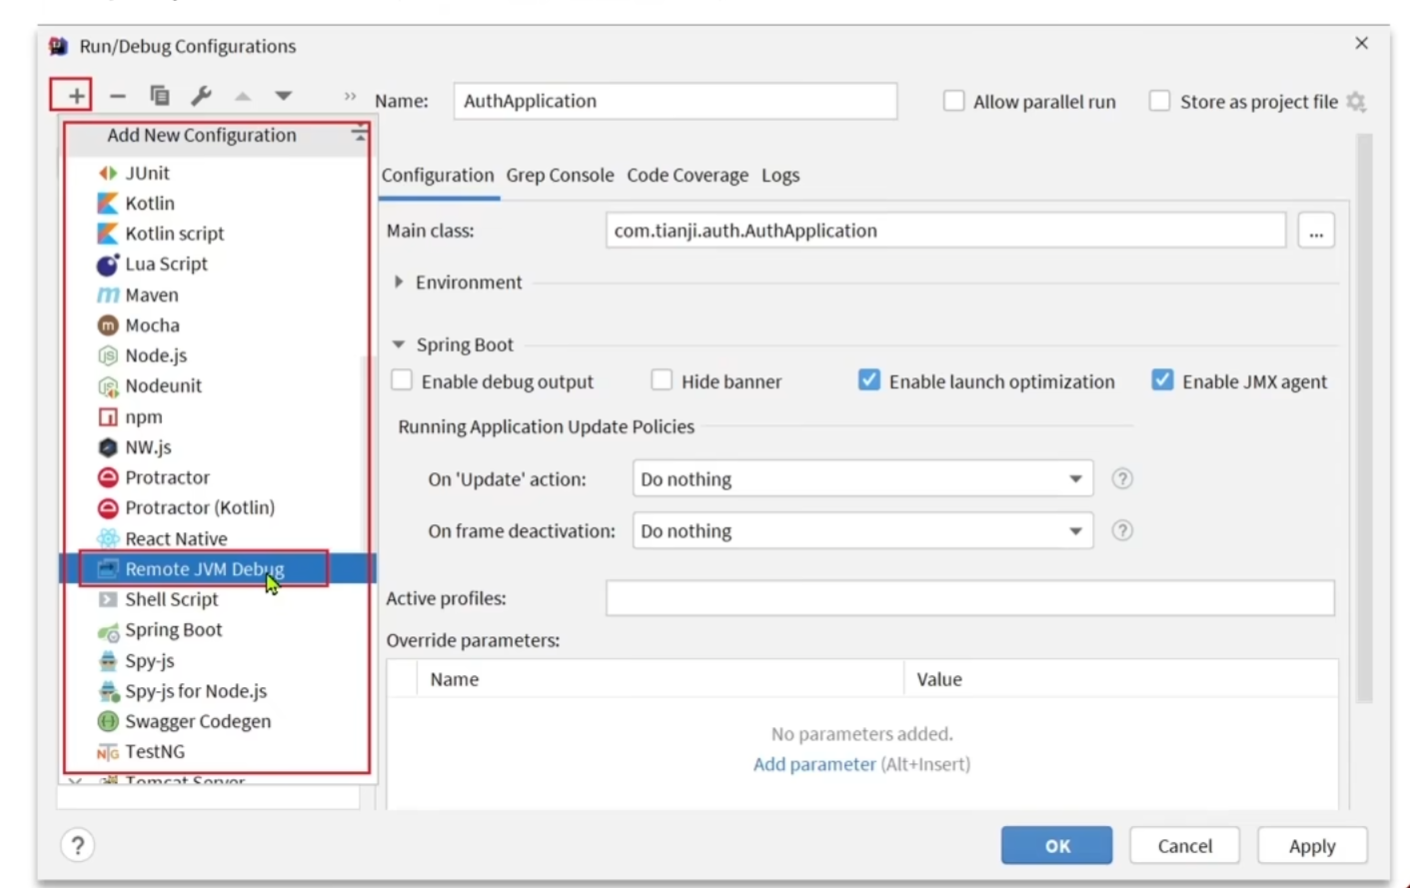 Run/Debug Configurations
Name: AuthApplication Allow parallel run Store as project file
Add New Configuration
JUnit
Kotlin
Kotlin script
Lua Script
Maven
Mocha
Node.js
Nodeunit
npm
NW.js
Protractor
Protractor (Kotlin)
React Native
Remote JVM Debug
Shell Script
Spring Boot
Spy-js
Spy-js for Node.js
Swagger Codegen
TestNG
Tomcat Server
Configuration Grep Console Code Coverage Logs
Main class: com.tianji.auth.AuthApplication ...
Environment
Spring Boot
Enable debug output Hide banner Enable launch optimization Enable JMX agent
Running Application Update Policies
On 'Update' action: Do nothing ?
On frame deactivation: Do nothing ?
Active profiles:
Override parameters:
Name Value
No parameters added.
Add parameter (Alt+Insert)
? OK Cancel Apply